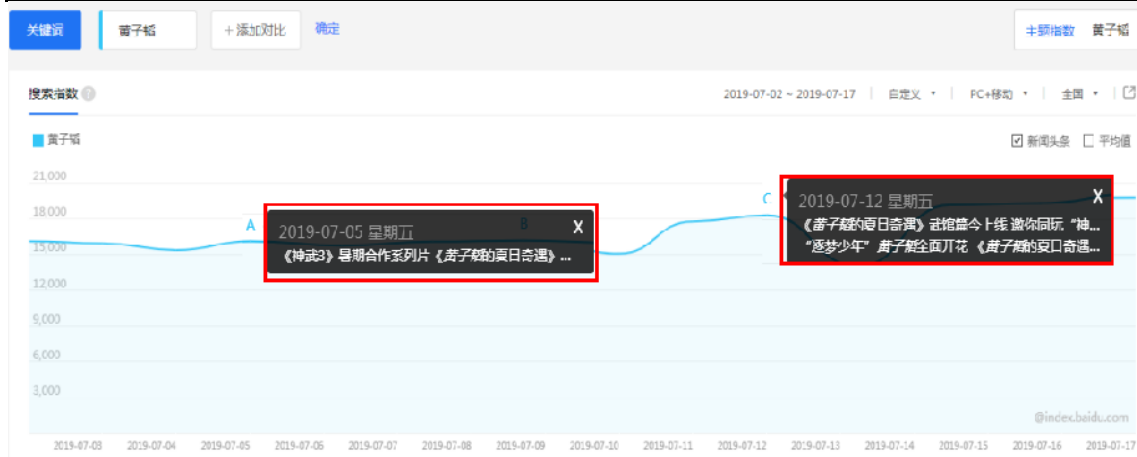 关键词 黄子韬 +添加对比 确定 主题指数 黄子韬
搜索指数 ? 2019-07-02 ~ 2019-07-17 自定义 PC+移动 全国
黄子韬 新闻头条 平均值
21,000
18,000
15,000
12,000
9,000
6,000
3,000
A
2019-07-05 星期五 X
《神武3》暑期合作系列片《黄子韬的夏日奇遇》...
B
C
2019-07-12 星期五 X
《黄子韬的夏日奇遇》武馆篇今上线 邀你同玩“神...
“逐梦少年”黄子韬全面开花 《黄子韬的夏日奇遇...
@index.baidu.com
2019-07-03 2019-07-04 2019-07-05 2019-07-06 2019-07-07 2019-07-08 2019-07-09 2019-07-10 2019-07-11 2019-07-12 2019-07-13 2019-07-14 2019-07-15 2019-07-16 2019-07-17